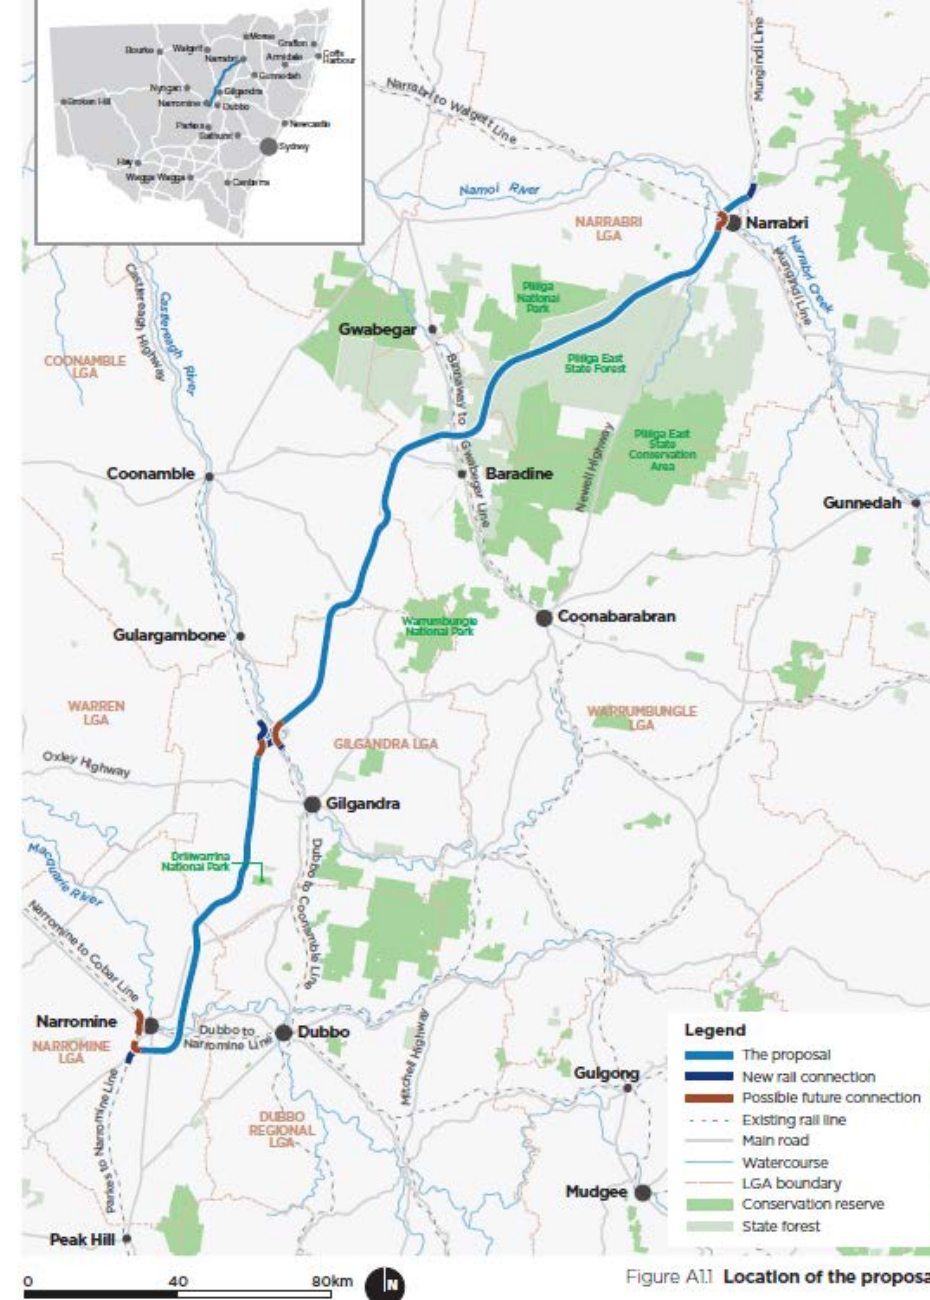 Bourke
Walgett
Moree
Grafton
Coffs
Harbour
Narrabri
Armidale
Gunnedah
Nyngan
Gilgandra
Broken Hill
Narromine
Dubbo
Parkes
Newcastle
Bathurst
Sydney
Hay
Wagga Wagga
Canberra
Mungindi Line
Narrabri to Walgett Line
Namoi River
NARRABRI
LGA
Narrabri
Narrabri Creek
Mungindi Line
Castlereagh Highway
Castlereagh River
Pilliga
National
Park
Gwabegar
COONAMBLE
LGA
Pilliga East
State Forest
Binnaway to Gwabegar Line
Pilliga East
State
Conservation
Area
Newell Highway
Coonamble
Baradine
Gunnedah
Warrumbungle
National Park
Coonabarabran
Gulargambone
WARREN
LGA
WARRUMBUNGLE
LGA
GILGANDRA LGA
Oxley Highway
Gilgandra
Drillwarrina
National Park
Macquarie River
Dubbo to Coonamble Line
Narromine to Cobar Line
Narromine
NARROMINE
LGA
Dubbo to
Narromine Line
Dubbo
Mitchell Highway
Gulgong
DUBBO
REGIONAL
LGA
Parkes to Narromine Line
Mudgee
Peak Hill
Legend
The proposal
New rail connection
Possible future connection
Existing rail line
Main road
Watercourse
LGA boundary
Conservation reserve
State forest
0 40 80km
N
Figure A1.1 Location of the proposa